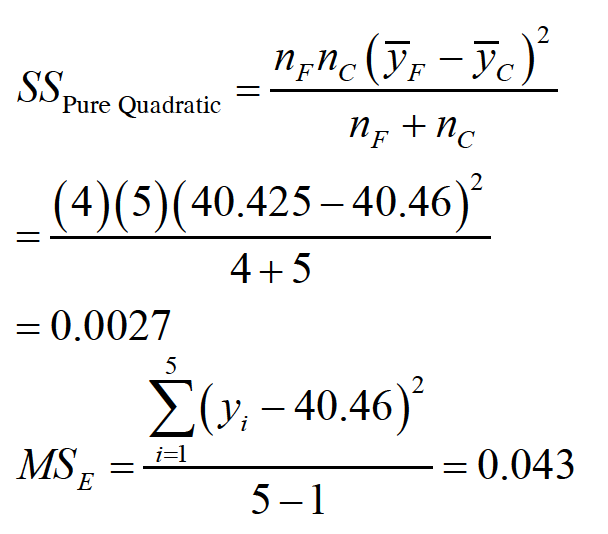 SS_Pure Quadratic = n_F n_C (ȳ_F − ȳ_C)² / n_F + n_C
= (4)(5)(40.425 − 40.46)² / 4 + 5
= 0.0027
MS_E = ∑_{i=1}^{5} (y_i − 40.46)² / 5 − 1 = 0.043